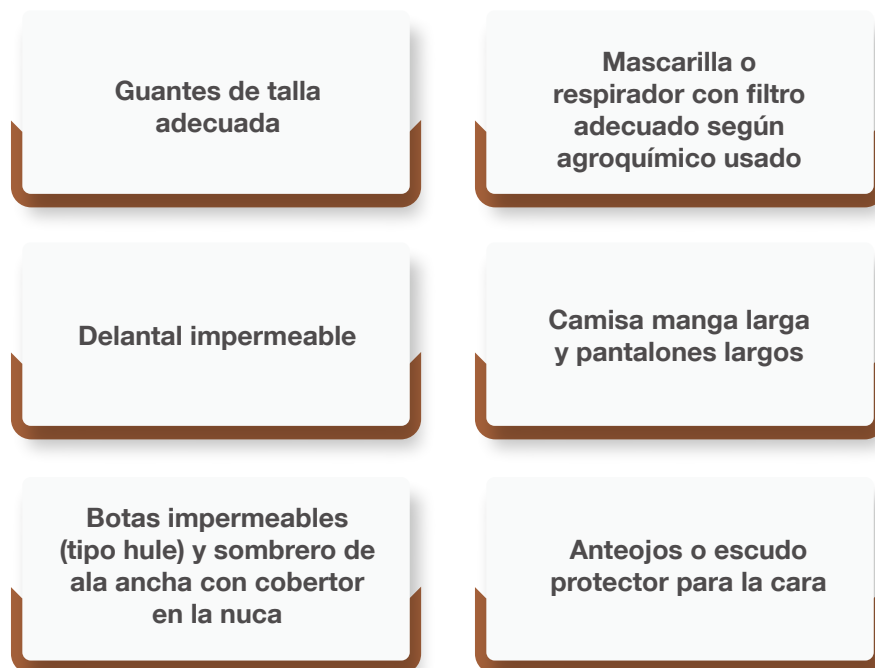 Guantes de talla
adecuada
Mascarilla o
respirador con filtro
adecuado según
agroquímico usado
Delantal impermeable
Camisa manga larga
y pantalones largos
Botas impermeables
(tipo hule) y sombrero de
ala ancha con cobertor
en la nuca
Anteojos o escudo
protector para la cara